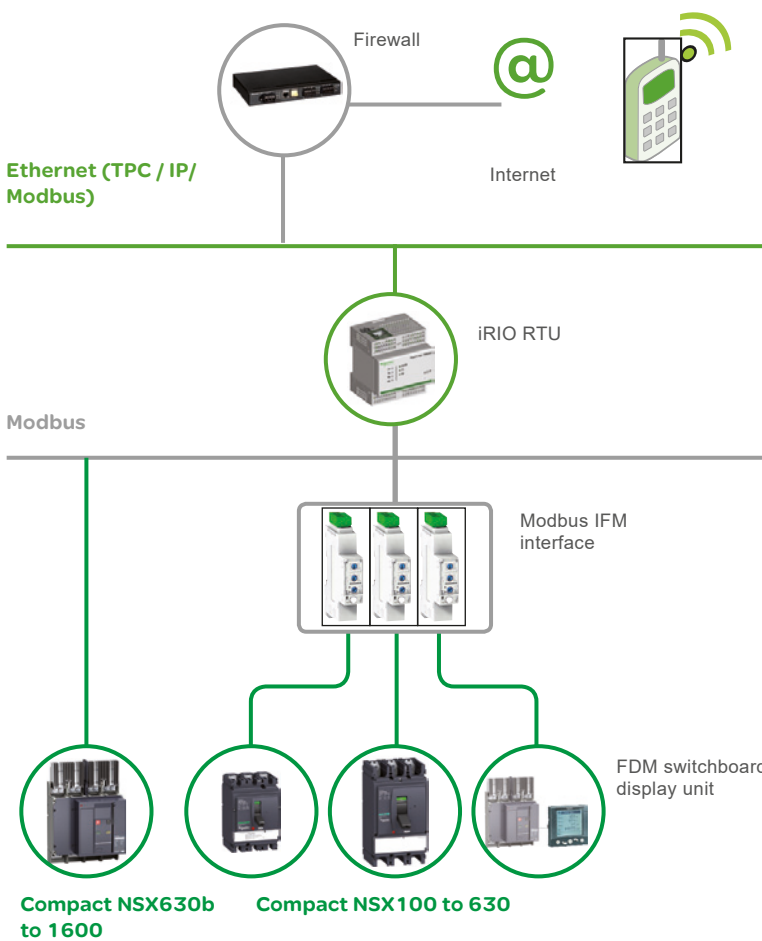 Firewall
@
Ethernet (TPC / IP/
Modbus)
Internet
iRIO RTU
Modbus
Modbus IFM
interface
FDM switchboard
display unit
Compact NSX630b
to 1600
Compact NSX100 to 630